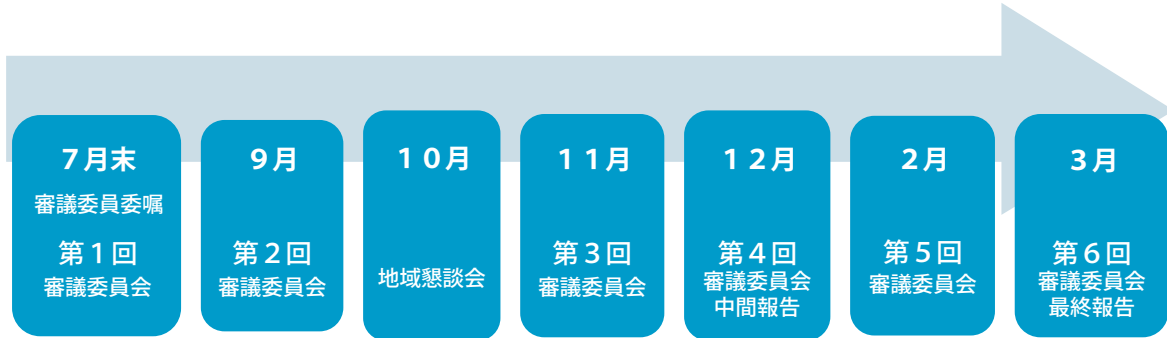 7月末
審議委員委嘱
第1回
審議委員会
9月
第2回
審議委員会
10月
地域懇談会
11月
第3回
審議委員会
12月
第4回
審議委員会
中間報告
2月
第5回
審議委員会
3月
第6回
審議委員会
最終報告